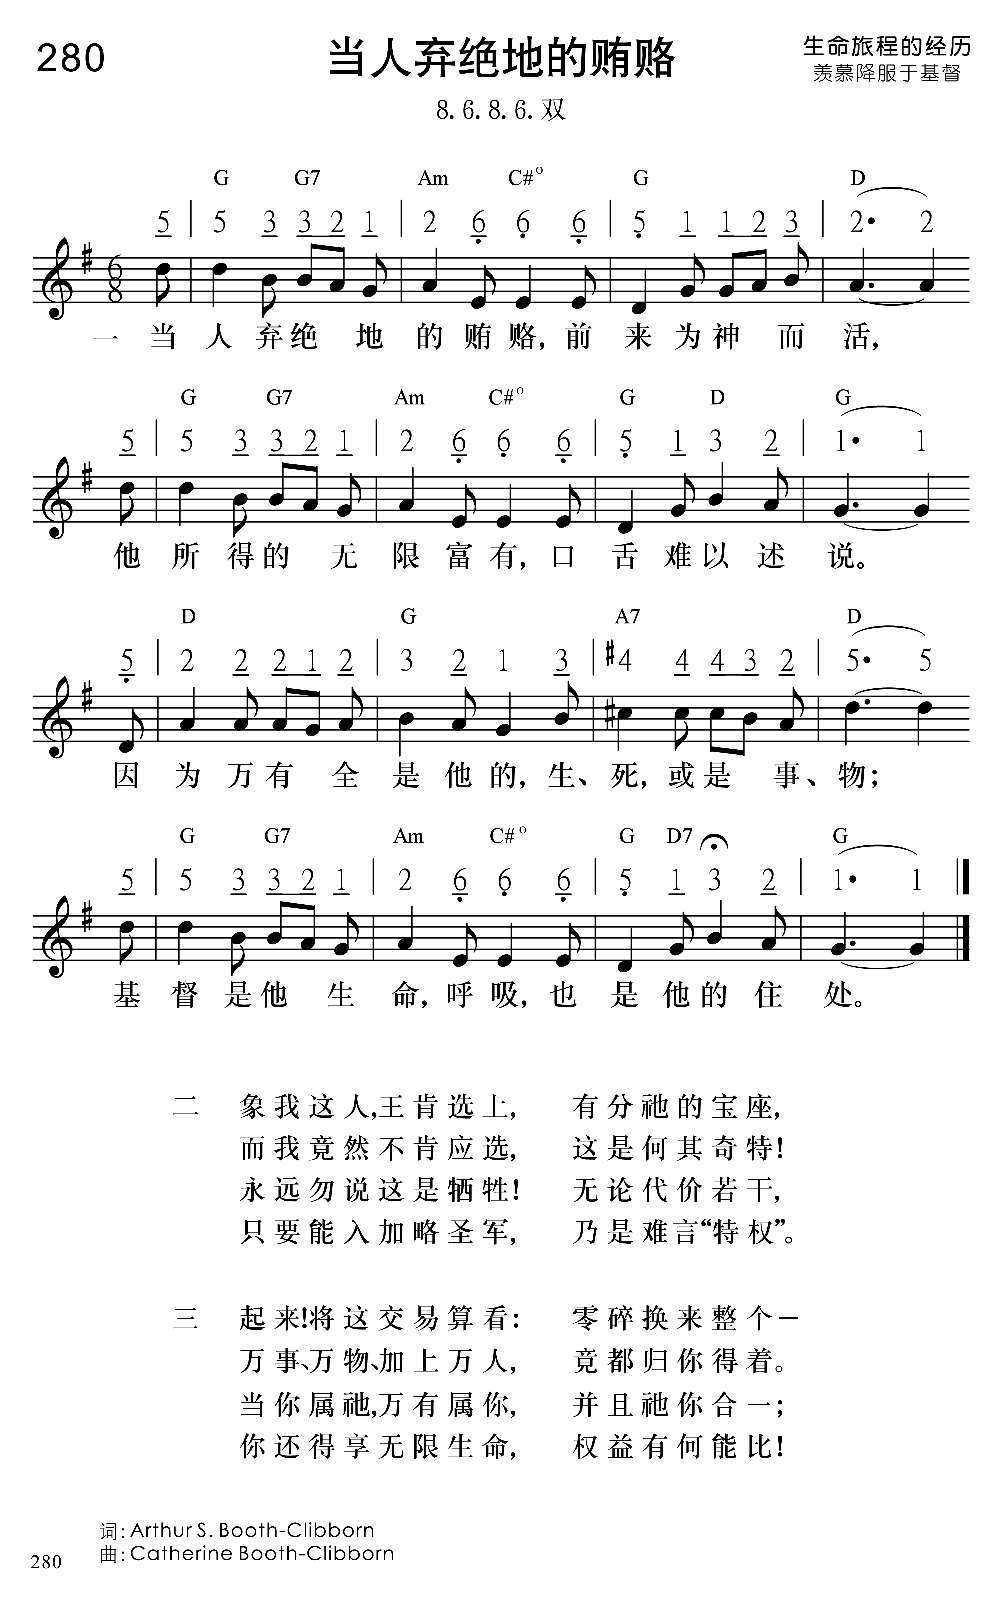 280
当人弃绝地的贿赂
生命旅程的经历
羡慕降服于基督
8. 6. 8. 6. 双
G G7 Am C#° G D
5 | 5 3 3 2 1 | 2 6 6 6 | 5 1 1 2 3 | 2· 2
6 8
一 当 人 弃绝 地 的 贿 赂,前 来 为 神 而 活,
G G7 Am C#° G D G
5 | 5 3 3 2 1 | 2 6 6 6 | 5 1 3 2 | 1· 1
他 所 得的 无 限 富 有,口 舌 难 以 述 说。
D G A7 D
5 | 2 2 2 1 2 | 3 2 1 3 | #4 4 4 3 2 | 5· 5
因 为 万有 全 是 他 的,生、死,或 是 事、物;
G G7 Am C#° G D7 G
5 | 5 3 3 2 1 | 2 6 6 6 | 5 1 3 2 | 1· 1
基 督 是他 生 命,呼 吸,也 是 他 的 住 处。
二 象我这人,王肯选上, 有分祂的宝座,
而我竟然不肯应选, 这是何其奇特!
永远勿说这是牺牲! 无论代价若干,
只要能入加略圣军, 乃是难言“特权”。
三 起来!将这交易算看: 零碎换来整个—
万事、万物、加上万人, 竟都归你得着。
当你属祂,万有属你, 并且祂你合一;
你还得享无限生命, 权益有何能比!
词: Arthur S. Booth-Clibborn
曲: Catherine Booth-Clibborn
280